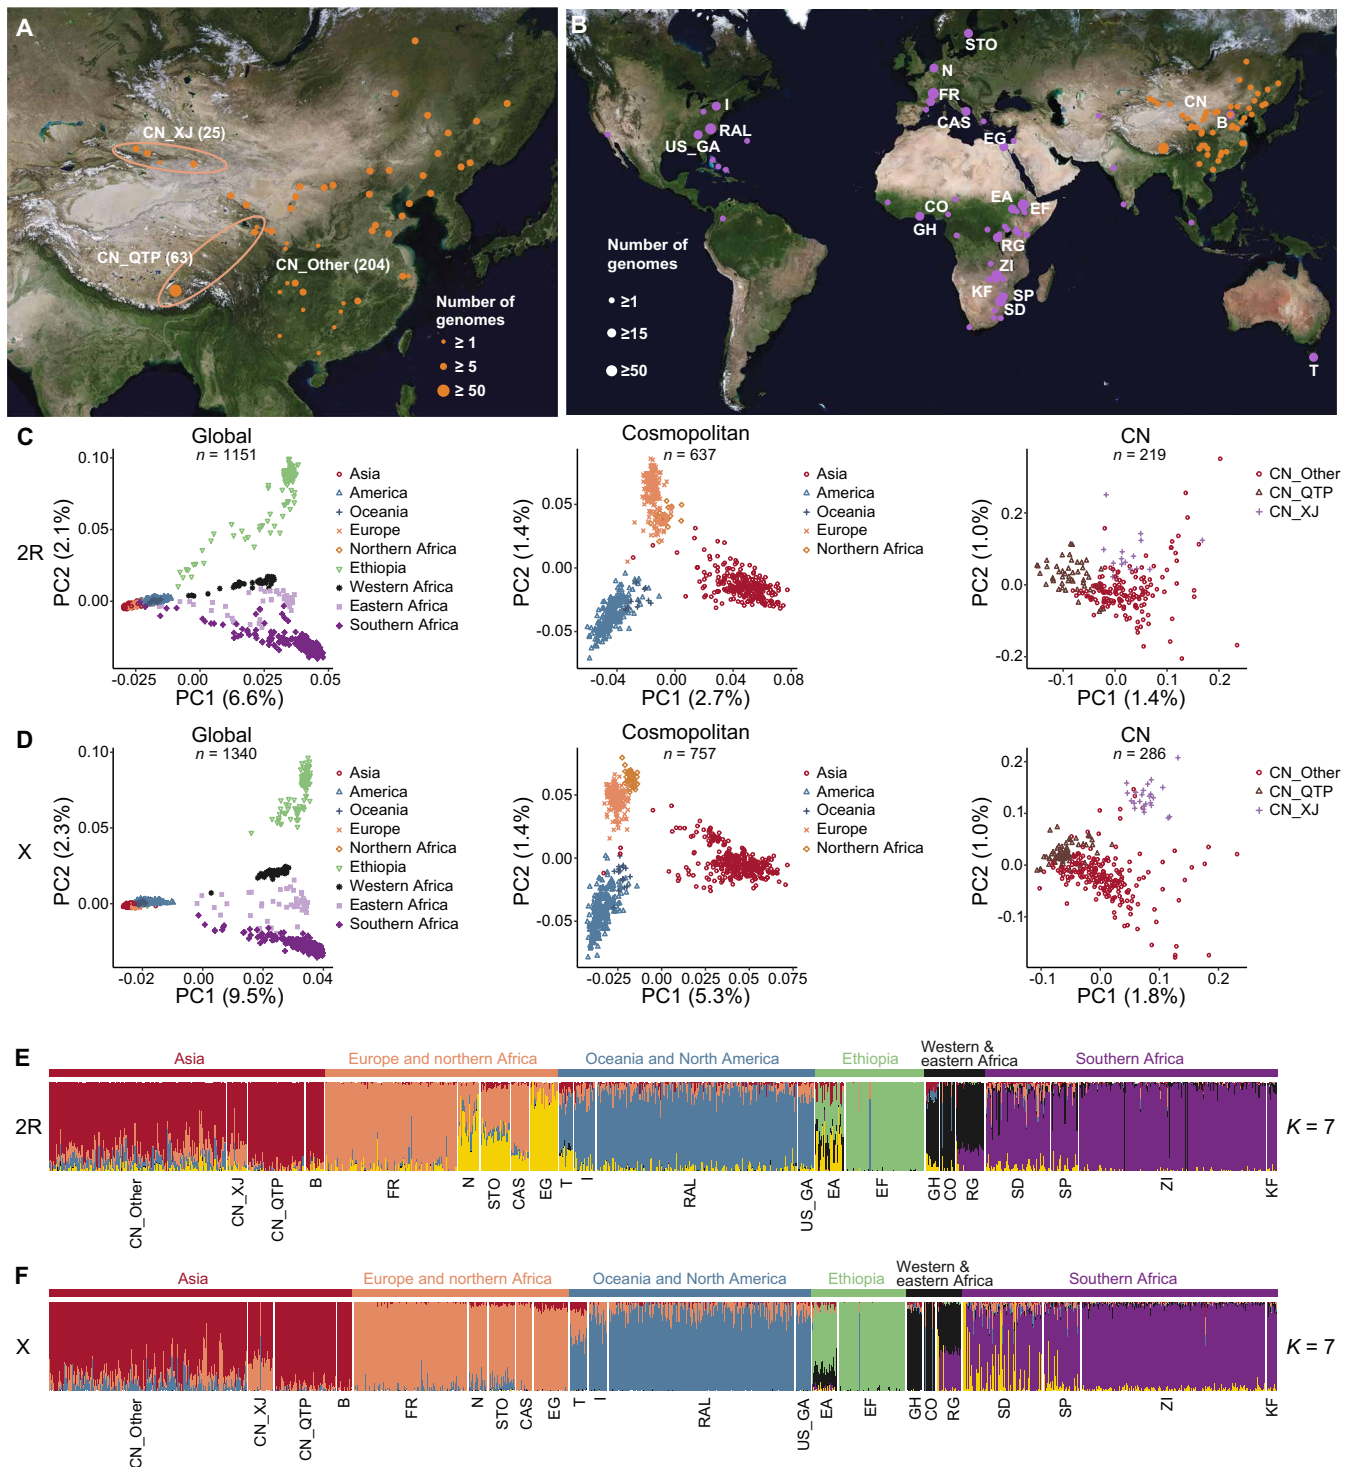 A
CN_XJ (25)
CN_QTP (63)
CN_Other (204)
Number of
genomes
≥ 1
≥ 5
≥ 50
B
STO
N
FR
I
RAL
CAS
US_GA
EG
CN
B
CO
EA
EF
GH
RG
ZI
KF
SP
SD
T
Number of
genomes
≥1
≥15
≥50
C
2R
Global
n = 1151
0.10
0.05
0.00
PC2 (2.1%)
-0.025 0.00 0.025 0.05
PC1 (6.6%)
Asia
America
Oceania
Europe
Northern Africa
Ethiopia
Western Africa
Eastern Africa
Southern Africa
Cosmopolitan
n = 637
0.05
0.00
-0.05
PC2 (1.4%)
-0.04 0.00 0.04 0.08
PC1 (2.7%)
Asia
America
Oceania
Europe
Northern Africa
CN
n = 219
0.2
0.0
-0.2
PC2 (1.0%)
-0.1 0.0 0.1 0.2
PC1 (1.4%)
CN_Other
CN_QTP
CN_XJ
D
X
Global
n = 1340
0.10
0.05
0.00
PC2 (2.3%)
-0.02 0.00 0.02 0.04
PC1 (9.5%)
Asia
America
Oceania
Europe
Northern Africa
Ethiopia
Western Africa
Eastern Africa
Southern Africa
Cosmopolitan
n = 757
0.05
0.00
-0.05
PC2 (1.4%)
-0.025 0.00 0.025 0.075
PC1 (5.3%)
Asia
America
Oceania
Europe
Northern Africa
CN
n = 286
0.2
0.1
0.0
-0.1
PC2 (1.0%)
-0.1 0.0 0.1 0.2
PC1 (1.8%)
CN_Other
CN_QTP
CN_XJ
E
Asia Europe and northern Africa Oceania and North America Ethiopia Western &
eastern Africa Southern Africa
2R
K = 7
CN_Other CN_XJ CN_QTP B FR N STO CAS EG T I RAL US_GA EA EF GH CO RG SD SP ZI KF
F
Asia Europe and northern Africa Oceania and North America Ethiopia Western &
eastern Africa Southern Africa
X
K = 7
CN_Other CN_XJ CN_QTP B FR N STO CAS EG T I RAL US_GA EA EF GH CO RG SD SP ZI KF